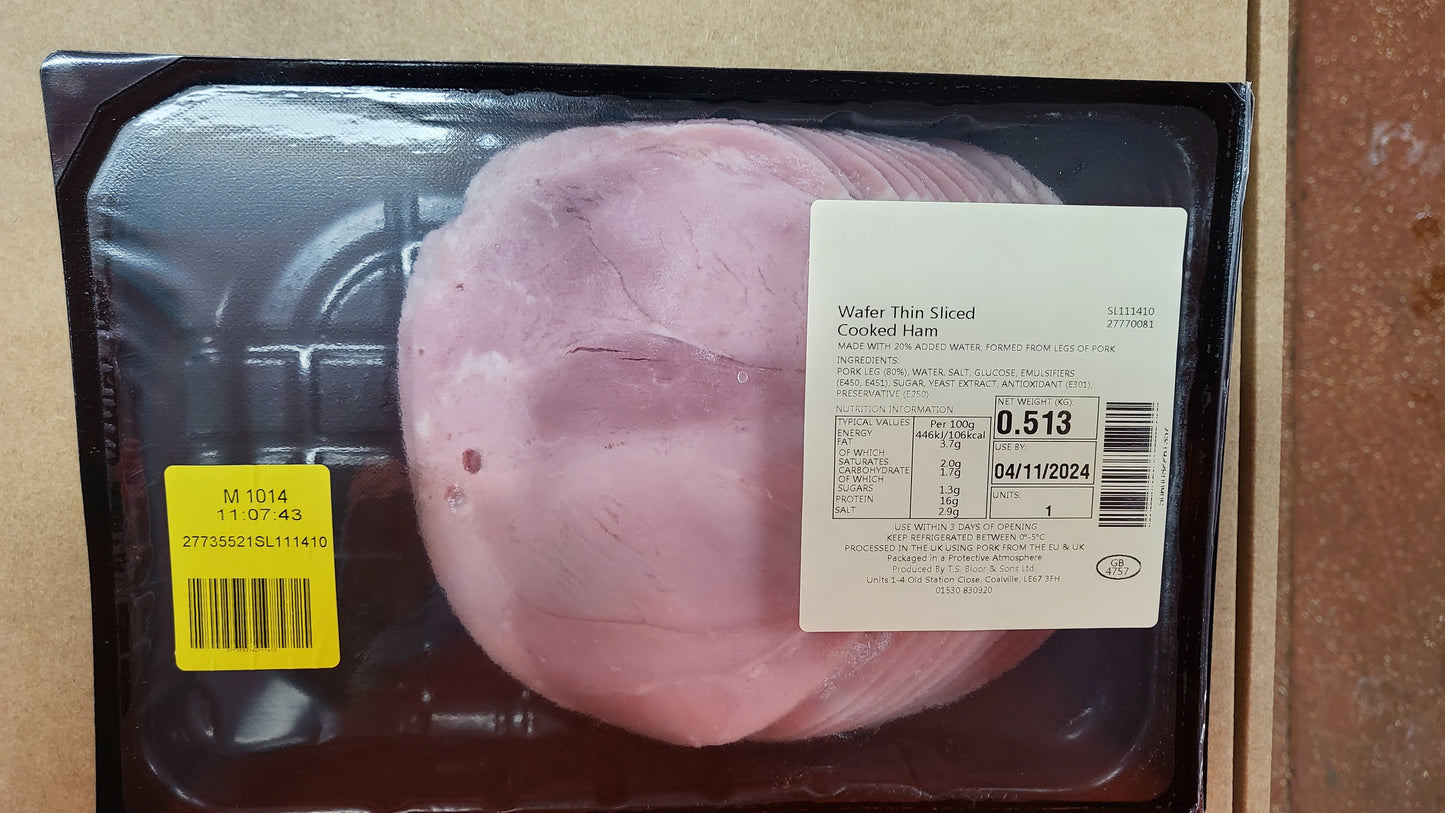 Wafer Thin Sliced
Cooked Ham
SL111410
27770081
MADE WITH 20% ADDED WATER, FORMED FROM LEGS OF PORK
INGREDIENTS:
PORK LEG (80%), WATER, SALT, GLUCOSE, EMULSIFIERS
(E450, E451), SUGAR, YEAST EXTRACT, ANTIOXIDANT (E301),
PRESERVATIVE (E250)
NUTRITION INFORMATION
TYPICAL VALUES Per 100g
ENERGY 446kJ/106kcal
FAT 3.7g
OF WHICH
SATURATES 2.0g
CARBOHYDRATE 1.7g
OF WHICH
SUGARS 1.3g
PROTEIN 16g
SALT 2.9g
NET WEIGHT (KG):
0.513
USE BY:
04/11/2024
UNITS:
1
USE WITHIN 3 DAYS OF OPENING
KEEP REFRIGERATED BETWEEN 0°-5°C
PROCESSED IN THE UK USING PORK FROM THE EU & UK
Packaged in a Protective Atmosphere
Produced By T.S. Bloor & Sons Ltd.
Units 1-4 Old Station Close, Coalville, LE67 3FH
01530 830920
GB
4757
M 1014
11:07:43
27735521SL111410